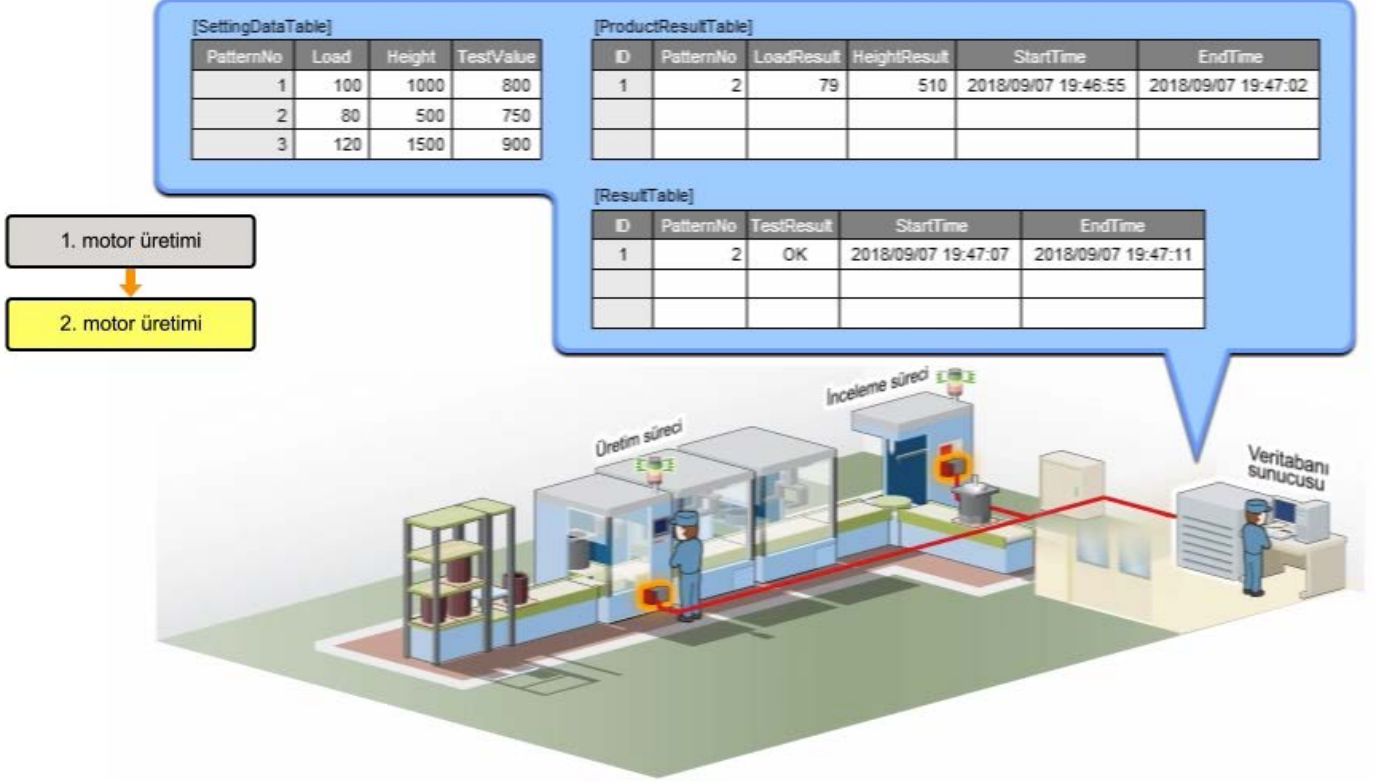 [SettingDataTable]
PatternNo Load Height TestValue
1 100 1000 800
2 80 500 750
3 120 1500 900
[ProductResultTable]
ID PatternNo LoadResult HeightResult StartTime EndTime
1 2 79 510 2018/09/07 19:46:55 2018/09/07 19:47:02
[ResultTable]
ID PatternNo TestResult StartTime EndTime
1 2 OK 2018/09/07 19:47:07 2018/09/07 19:47:11
1. motor üretimi
2. motor üretimi
İnceleme süreci
Üretim süreci
Veritabanı
sunucusu